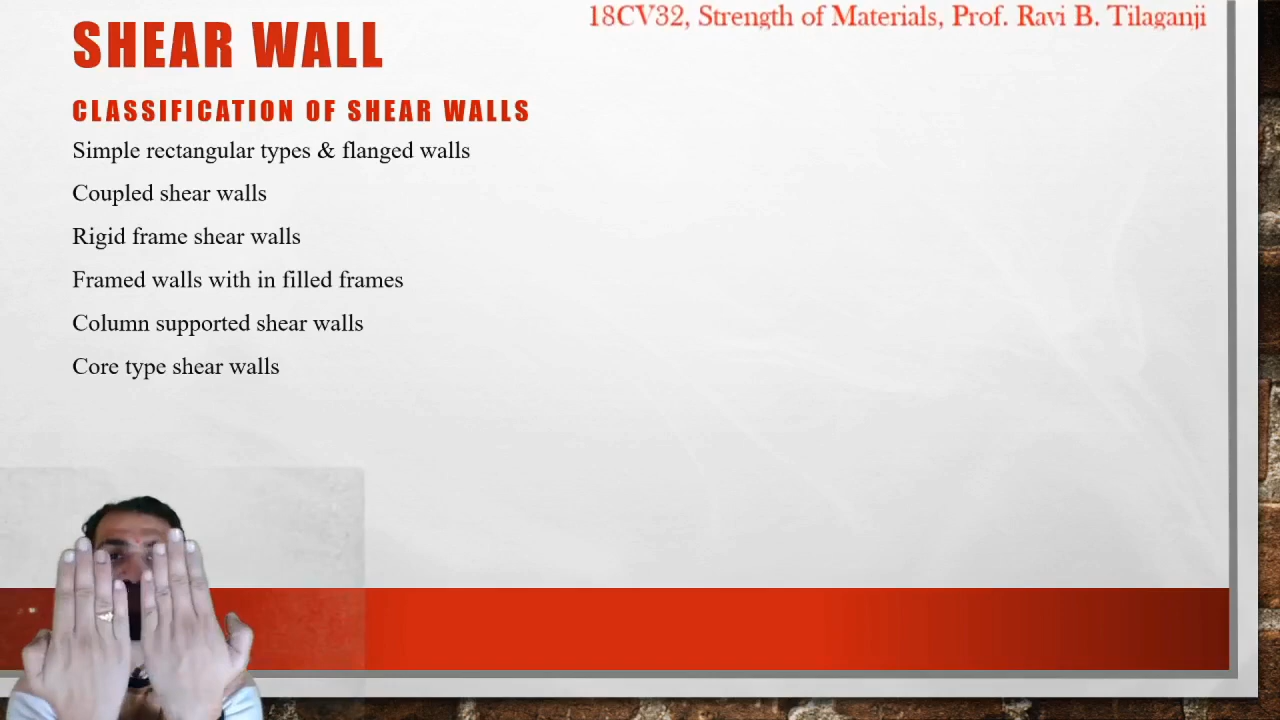 18CV32, Strength of Materials, Prof. Ravi B. Tilaganji
SHEAR WALL
CLASSIFICATION OF SHEAR WALLS
Simple rectangular types & flanged walls
Coupled shear walls
Rigid frame shear walls
Framed walls with in filled frames
Column supported shear walls
Core type shear walls